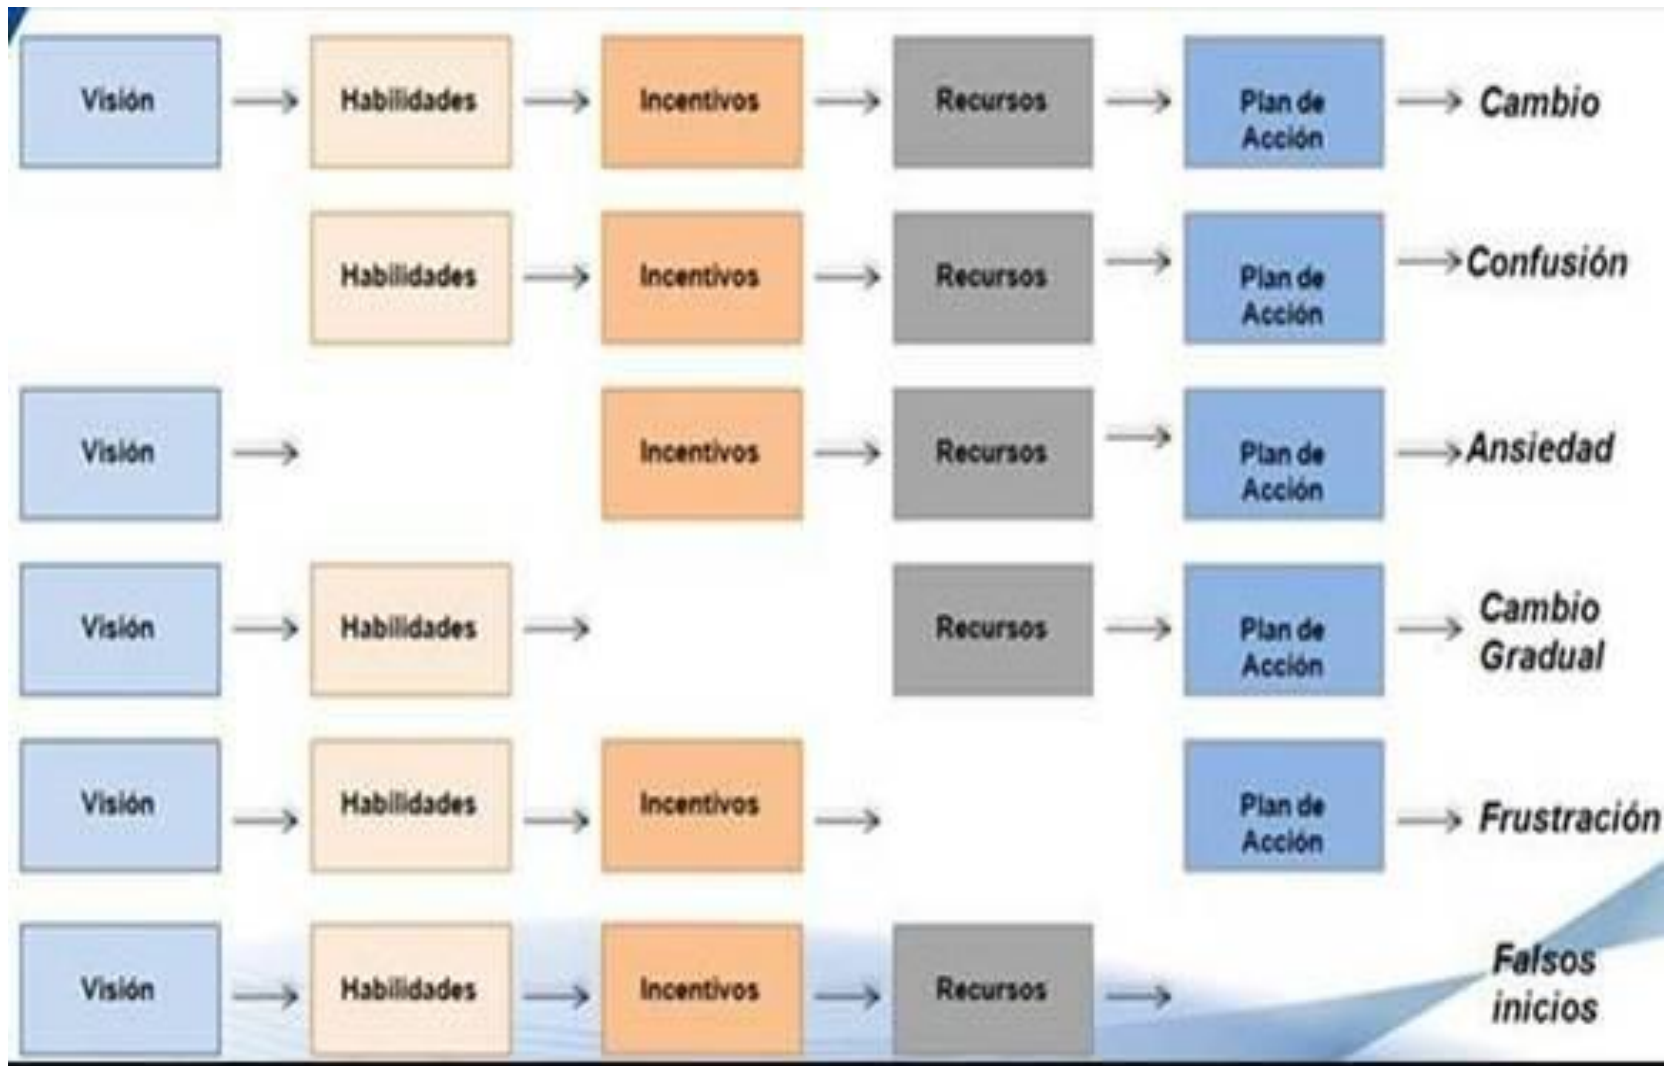 Visión Habilidades Incentivos Recursos Plan de Acción Cambio
Habilidades Incentivos Recursos Plan de Acción Confusión
Visión Incentivos Recursos Plan de Acción Ansiedad
Visión Habilidades Recursos Plan de Acción Cambio Gradual
Visión Habilidades Incentivos Plan de Acción Frustración
Visión Habilidades Incentivos Recursos Falsos inicios